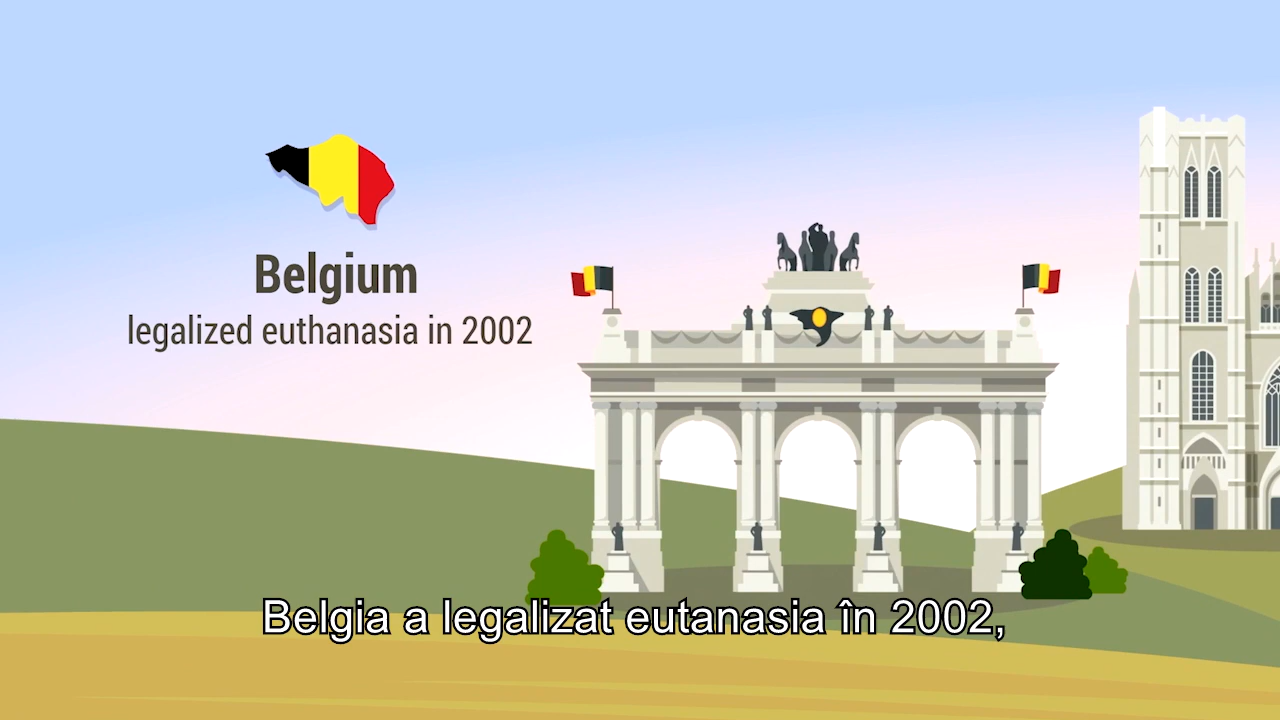 Belgium
legalized euthanasia in 2002
Belgia a legalizat eutanasia în 2002,